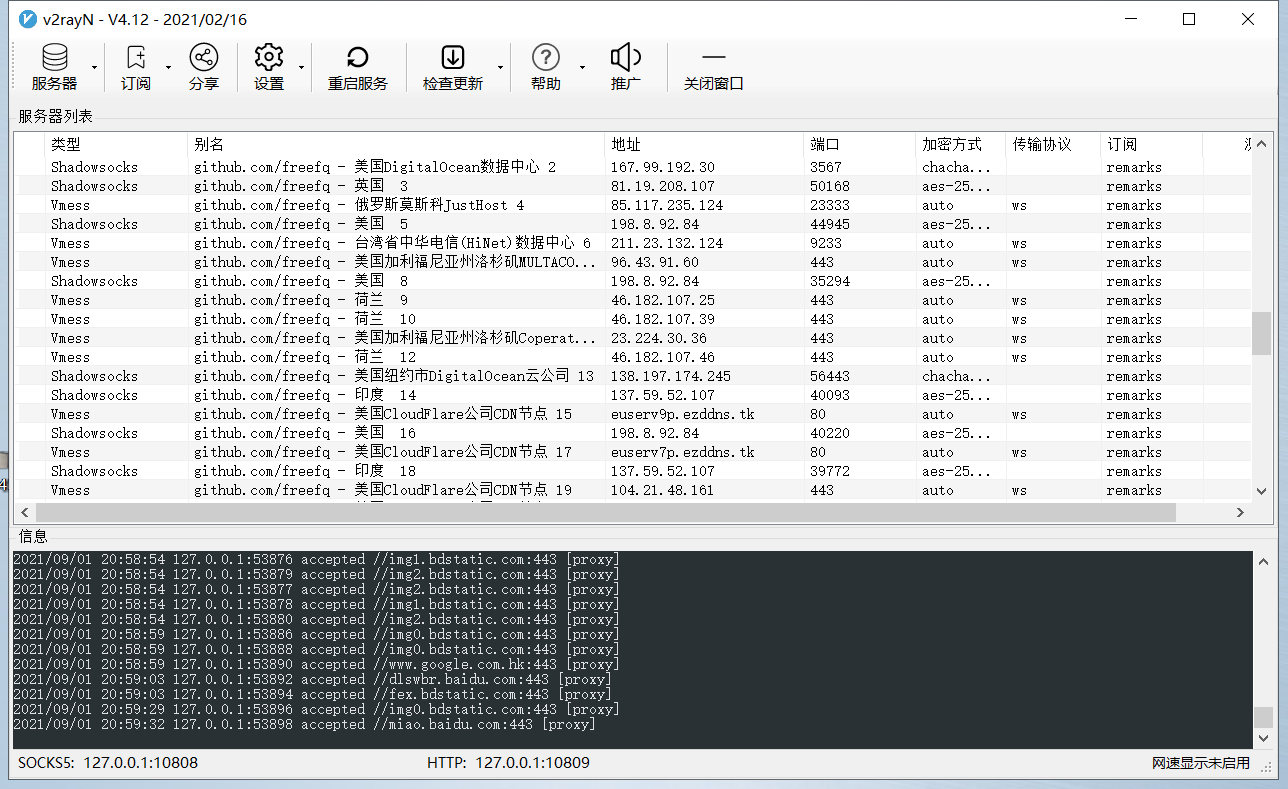 v2rayN - V4.12 - 2021/02/16
服务器 订阅 分享 设置 重启服务 检查更新 帮助 推广 关闭窗口
服务器列表
类型 别名 地址 端口 加密方式 传输协议 订阅
Shadowsocks github.com/freefq - 美国DigitalOcean数据中心 2 167.99.192.30 3567 chacha... remarks
Shadowsocks github.com/freefq - 英国 3 81.19.208.107 50168 aes-25... remarks
Vmess github.com/freefq - 俄罗斯莫斯科JustHost 4 85.117.235.124 23333 auto ws remarks
Shadowsocks github.com/freefq - 美国 5 198.8.92.84 44945 aes-25... remarks
Vmess github.com/freefq - 台湾省中华电信(HiNet)数据中心 6 211.23.132.124 9233 auto ws remarks
Vmess github.com/freefq - 美国加利福尼亚州洛杉矶MULTACO... 96.43.91.60 443 auto ws remarks
Shadowsocks github.com/freefq - 美国 8 198.8.92.84 35294 aes-25... remarks
Vmess github.com/freefq - 荷兰 9 46.182.107.25 443 auto ws remarks
Vmess github.com/freefq - 荷兰 10 46.182.107.39 443 auto ws remarks
Vmess github.com/freefq - 美国加利福尼亚州洛杉矶Coperat... 23.224.30.36 443 auto ws remarks
Vmess github.com/freefq - 荷兰 12 46.182.107.46 443 auto ws remarks
Shadowsocks github.com/freefq - 美国纽约市DigitalOcean云公司 13 138.197.174.245 56443 chacha... remarks
Shadowsocks github.com/freefq - 印度 14 137.59.52.107 40093 aes-25... remarks
Vmess github.com/freefq - 美国CloudFlare公司CDN节点 15 euserv9p.ezddns.tk 80 auto ws remarks
Shadowsocks github.com/freefq - 美国 16 198.8.92.84 40220 aes-25... remarks
Vmess github.com/freefq - 美国CloudFlare公司CDN节点 17 euserv7p.ezddns.tk 80 auto ws remarks
Shadowsocks github.com/freefq - 印度 18 137.59.52.107 39772 aes-25... remarks
Vmess github.com/freefq - 美国CloudFlare公司CDN节点 19 104.21.48.161 443 auto ws remarks
信息
2021/09/01 20:58:54 127.0.0.1:53876 accepted //img1.bdstatic.com:443 [proxy]
2021/09/01 20:58:54 127.0.0.1:53879 accepted //img2.bdstatic.com:443 [proxy]
2021/09/01 20:58:54 127.0.0.1:53877 accepted //img2.bdstatic.com:443 [proxy]
2021/09/01 20:58:54 127.0.0.1:53878 accepted //img1.bdstatic.com:443 [proxy]
2021/09/01 20:58:54 127.0.0.1:53880 accepted //img2.bdstatic.com:443 [proxy]
2021/09/01 20:58:59 127.0.0.1:53886 accepted //img0.bdstatic.com:443 [proxy]
2021/09/01 20:58:59 127.0.0.1:53888 accepted //img0.bdstatic.com:443 [proxy]
2021/09/01 20:58:59 127.0.0.1:53890 accepted //www.google.com.hk:443 [proxy]
2021/09/01 20:59:03 127.0.0.1:53892 accepted //dlswbr.baidu.com:443 [proxy]
2021/09/01 20:59:03 127.0.0.1:53894 accepted //fex.bdstatic.com:443 [proxy]
2021/09/01 20:59:29 127.0.0.1:53896 accepted //img0.bdstatic.com:443 [proxy]
2021/09/01 20:59:32 127.0.0.1:53898 accepted //miao.baidu.com:443 [proxy]
SOCKS5: 127.0.0.1:10808 HTTP: 127.0.0.1:10809 网速显示未启用